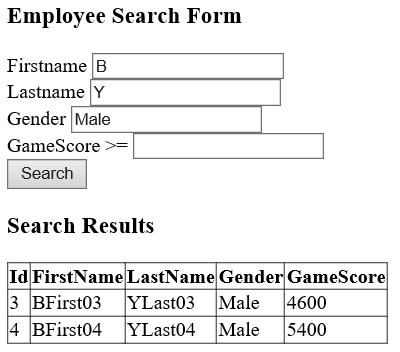 Employee Search Form
Firstname B
Lastname Y
Gender Male
GameScore >=
Search
Search Results
Id FirstName LastName Gender GameScore
3 BFirst03 YLast03 Male 4600
4 BFirst04 YLast04 Male 5400